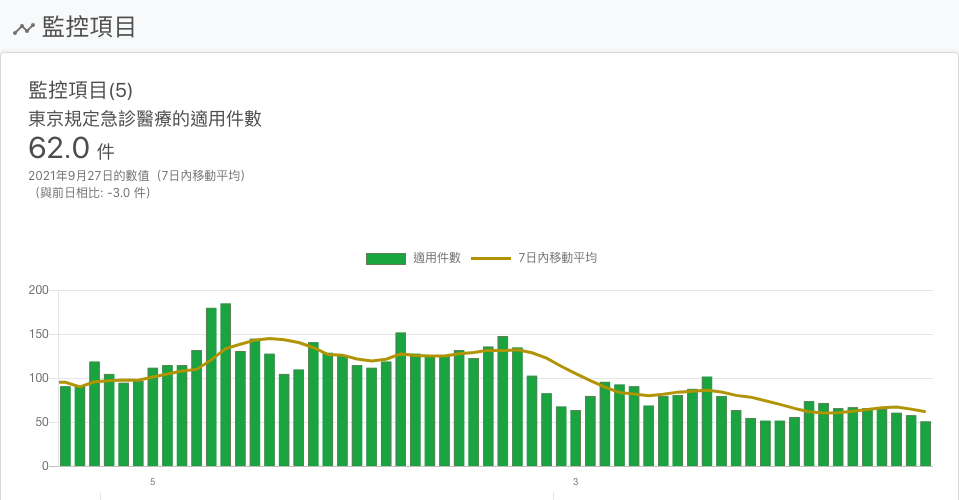 監控項目
監控項目(5)
東京規定急診醫療的適用件數
62.0 件
2021年9月27日的數值（7日內移動平均）
（與前日相比: -3.0 件）
適用件數 7日內移動平均
200
150
100
50
0
5 3